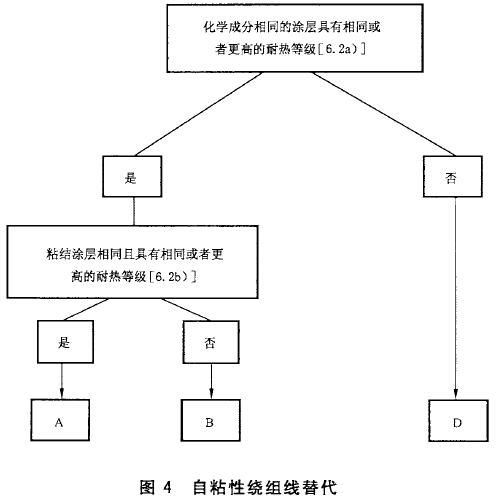 化学成分相同的涂层具有相同或
者更高的耐热等级[6.2a)]
是
否
粘结涂层相同且具有相同或者更
高的耐热等级[6.2b)]
是
否
A
B
D
图 4 自粘性绕组线替代